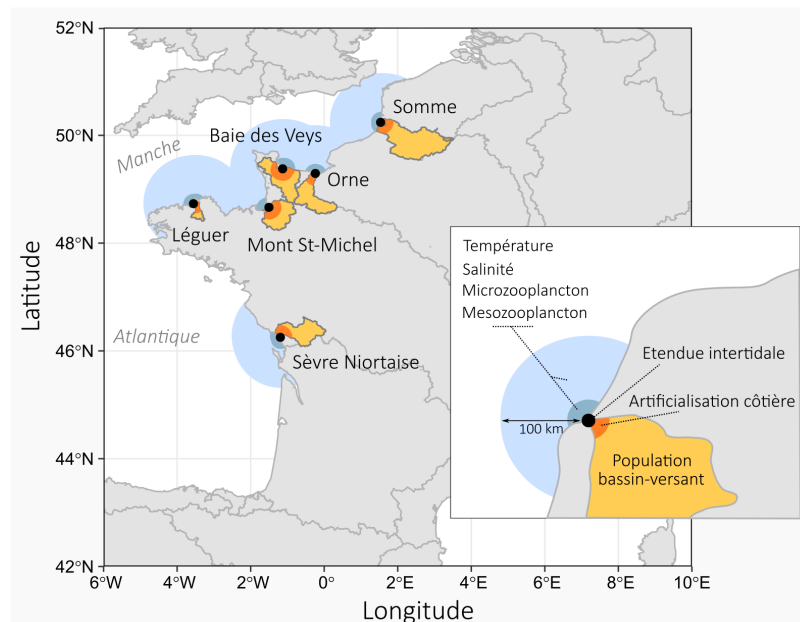 52°N
50°N
48°N
46°N
44°N
42°N
Latitude
6°W
4°W
2°W
0°
2°E
4°E
6°E
8°E
10°E
Longitude
Manche
Atlantique
Somme
Baie des Veys
Orne
Léguer
Mont St-Michel
Sèvre Niortaise
Température
Salinité
Microzooplancton
Mesozooplancton
Etendue intertidale
Artificialisation côtière
100 km
Population
bassin-versant